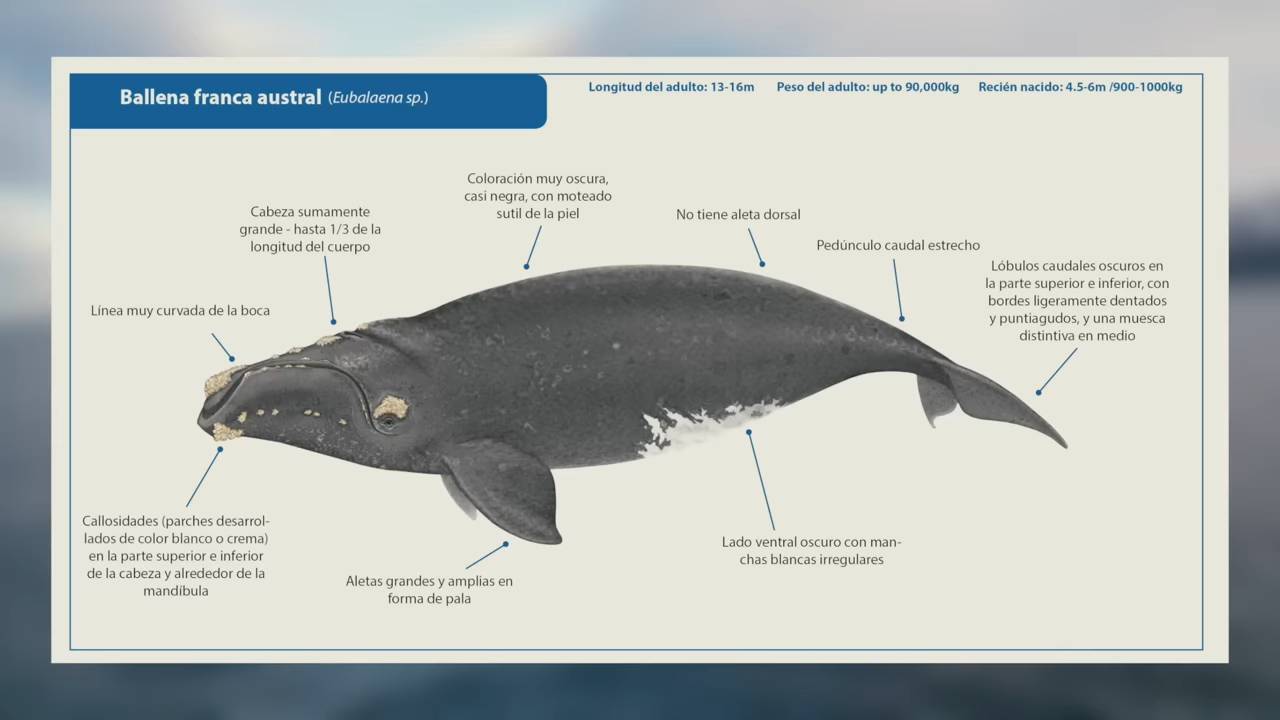 Ballena franca austral (Eubalaena sp.)
Longitud del adulto: 13-16m
Peso del adulto: up to 90,000kg
Recién nacido: 4.5-6m /900-1000kg
Coloración muy oscura,
casi negra, con moteado
sutil de la piel
Cabeza sumamente
grande - hasta 1/3 de la
longitud del cuerpo
No tiene aleta dorsal
Pedúnculo caudal estrecho
Lóbulos caudales oscuros en
la parte superior e inferior, con
bordes ligeramente dentados
y puntiagudos, y una muesca
distintiva en medio
Línea muy curvada de la boca
Callosidades (parches desarrol-
lados de color blanco o crema)
en la parte superior e inferior
de la cabeza y alrededor de la
mandíbula
Aletas grandes y amplias en
forma de pala
Lado ventral oscuro con man-
chas blancas irregulares